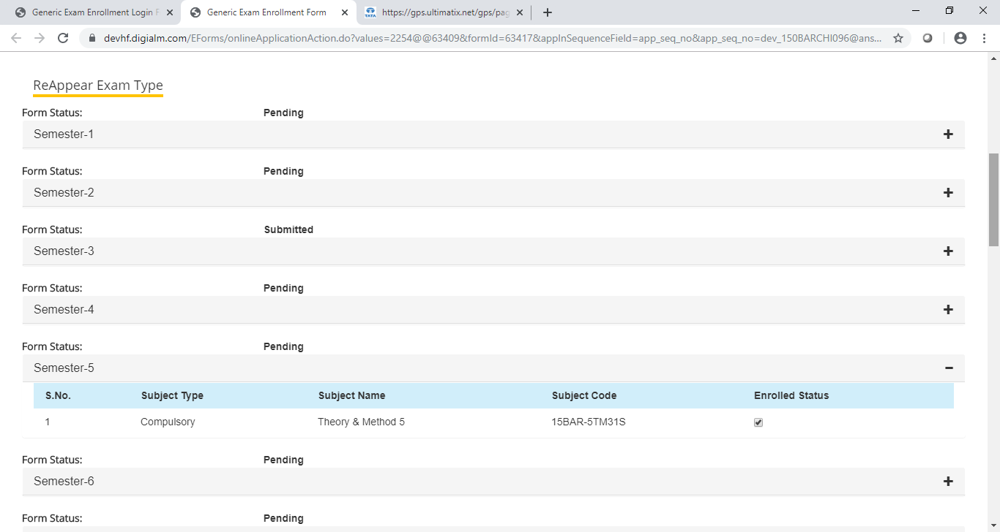 Generic Exam Enrollment Login F
Generic Exam Enrollment Form
TATA
https://gps.ultimatix.net/gps/pag
devhf.digialm.com/EForms/onlineApplicationAction.do?values=2254@@63409&formId=63417&appInSequenceField=app_seq_no&app_seq_no=dev_150BARCHI096@ans...
ReAppear Exam Type
Form Status: Pending
Semester-1
Form Status: Pending
Semester-2
Form Status: Submitted
Semester-3
Form Status: Pending
Semester-4
Form Status: Pending
Semester-5
S.No. Subject Type Subject Name Subject Code Enrolled Status
1 Compulsory Theory & Method 5 15BAR-5TM31S
Form Status: Pending
Semester-6
Form Status: Pending